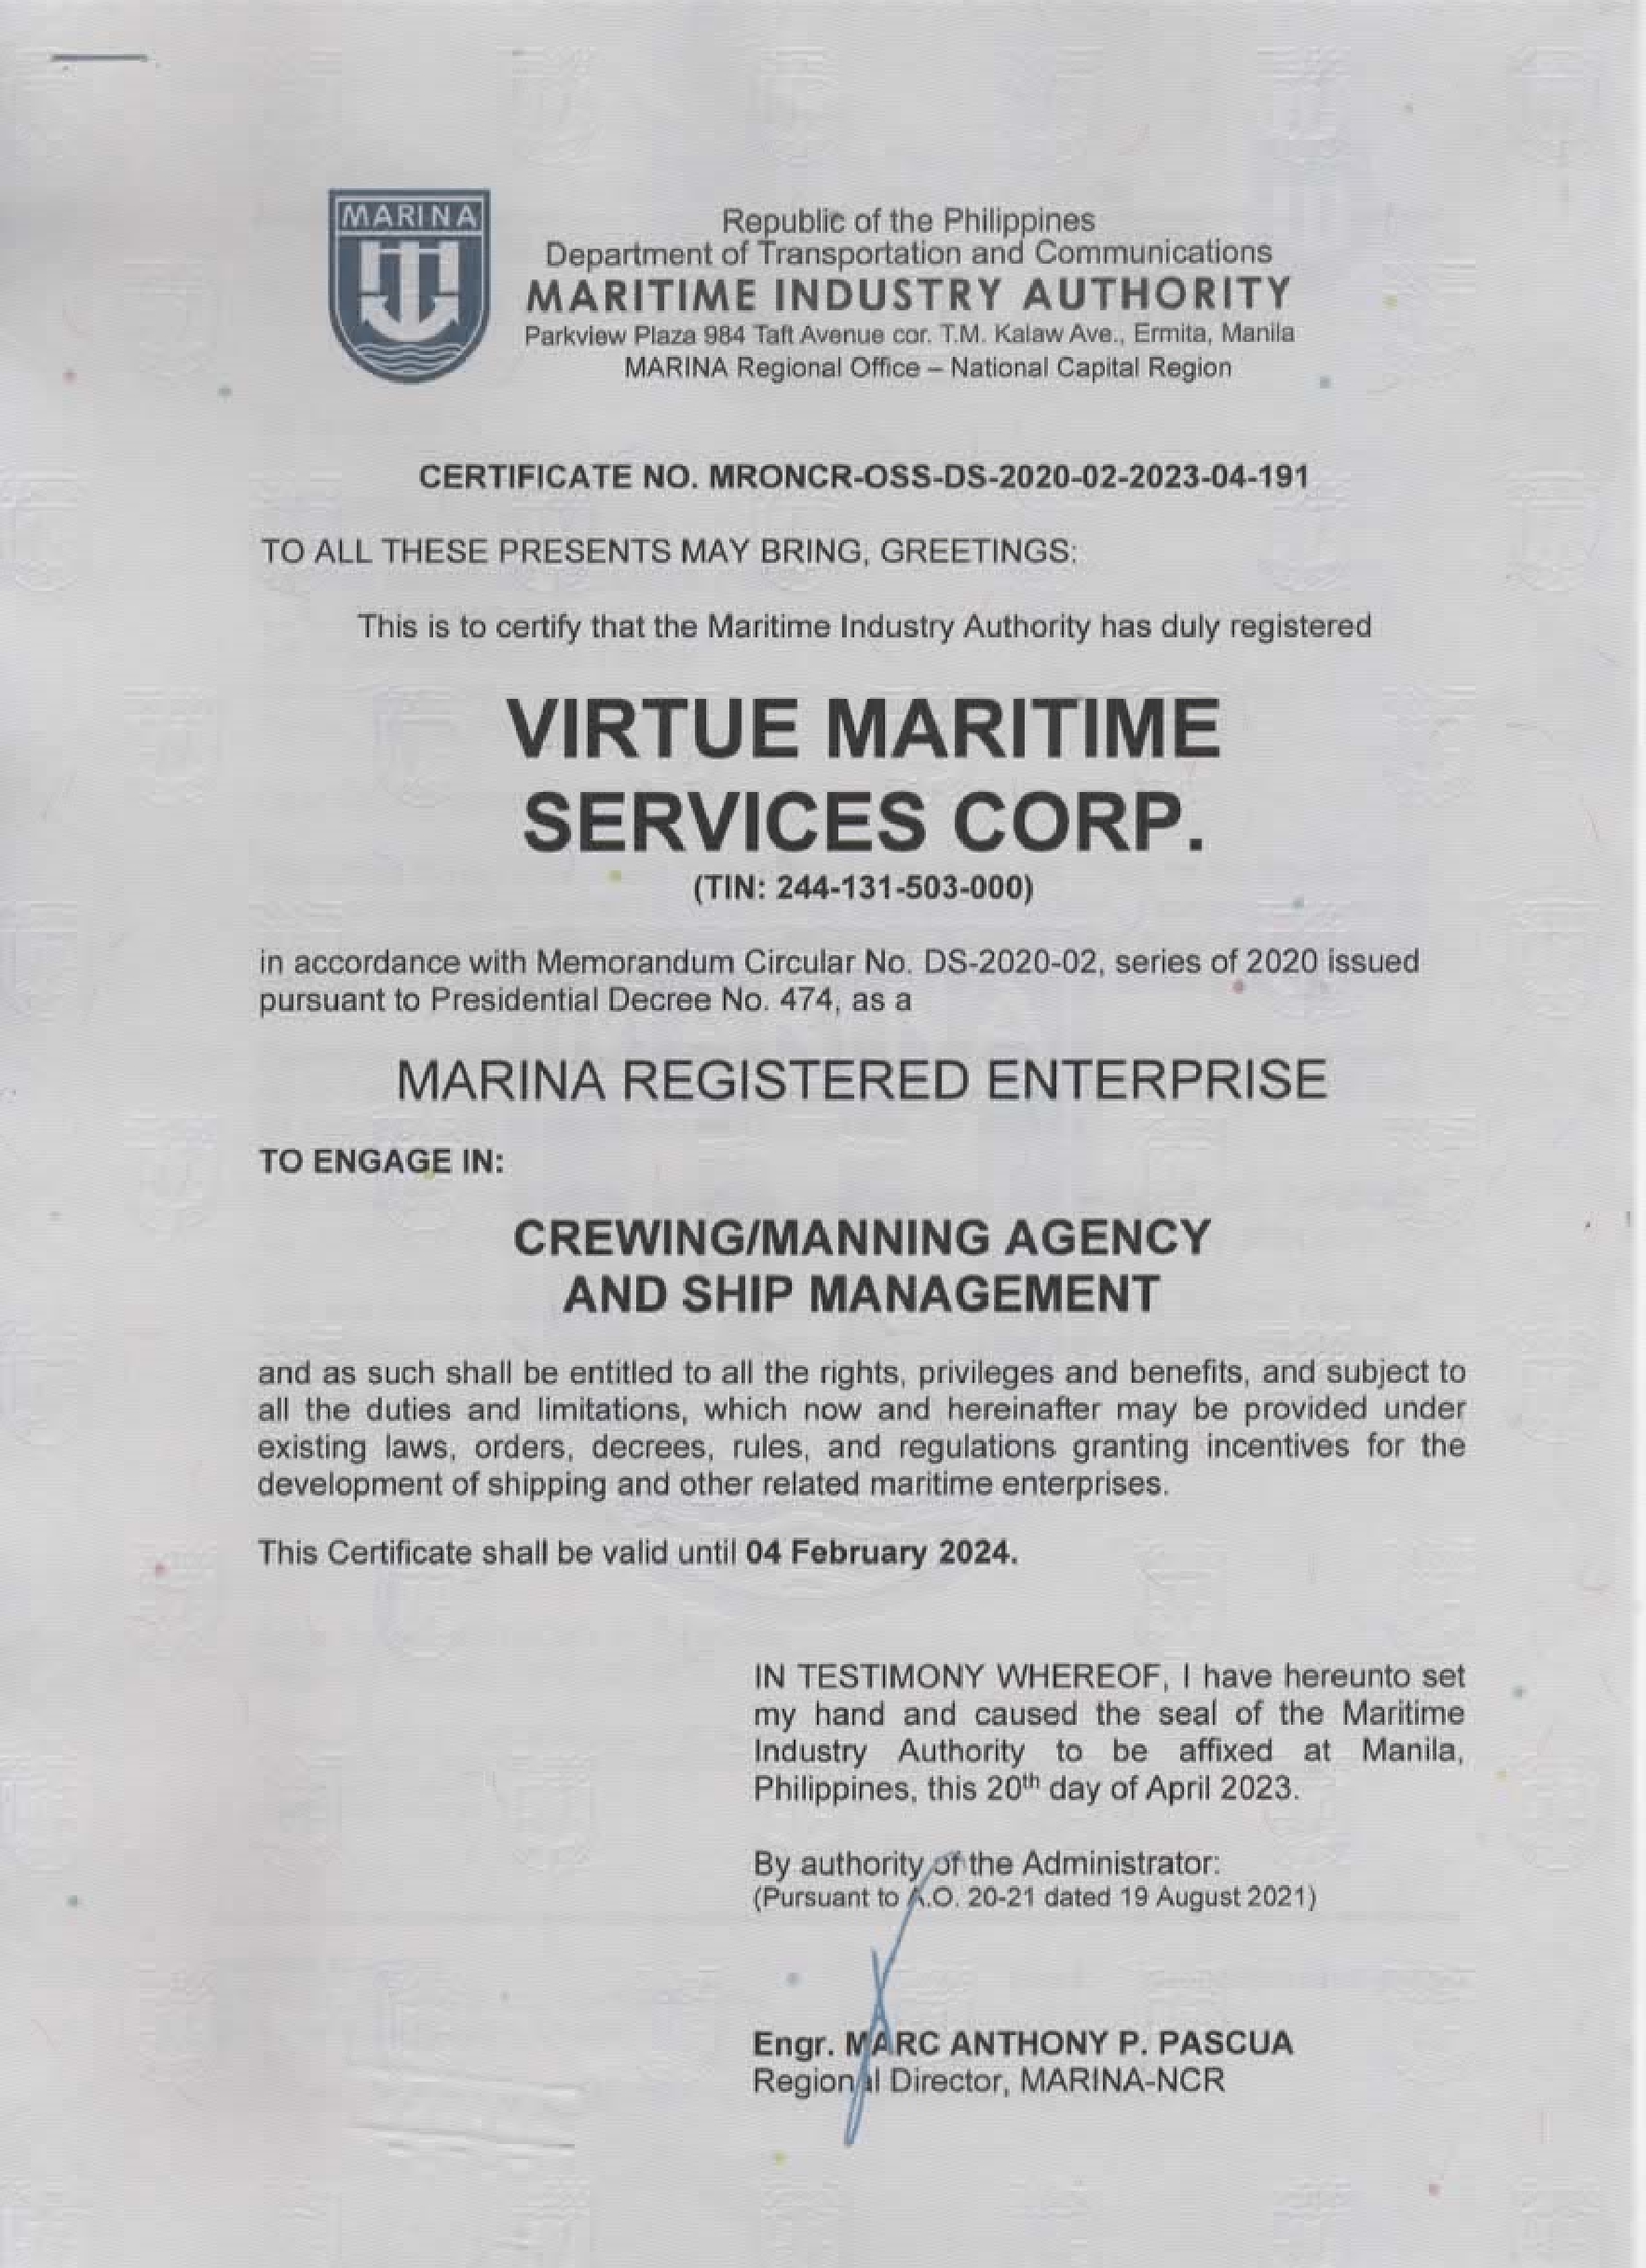 MARINA
Republic of the Philippines
Department of Transportation and Communications
MARITIME INDUSTRY AUTHORITY
Parkview Plaza 984 Taft Avenue cor. T.M. Kalaw Ave., Ermita, Manila
MARINA Regional Office – National Capital Region
CERTIFICATE NO. MRONCR-OSS-DS-2020-02-2023-04-191
TO ALL THESE PRESENTS MAY BRING, GREETINGS:
This is to certify that the Maritime Industry Authority has duly registered
VIRTUE MARITIME
SERVICES CORP.
(TIN: 244-131-503-000)
in accordance with Memorandum Circular No. DS-2020-02, series of 2020 issued
pursuant to Presidential Decree No. 474, as a
MARINA REGISTERED ENTERPRISE
TO ENGAGE IN:
CREWING/MANNING AGENCY
AND SHIP MANAGEMENT
and as such shall be entitled to all the rights, privileges and benefits, and subject to
all the duties and limitations, which now and hereinafter may be provided under
existing laws, orders, decrees, rules, and regulations granting incentives for the
development of shipping and other related maritime enterprises.
This Certificate shall be valid until 04 February 2024.
IN TESTIMONY WHEREOF, I have hereunto set
my hand and caused the seal of the Maritime
Industry Authority to be affixed at Manila,
Philippines, this 20th day of April 2023.
By authority of the Administrator:
(Pursuant to A.O. 20-21 dated 19 August 2021)
Engr. MARC ANTHONY P. PASCUA
Regional Director, MARINA-NCR